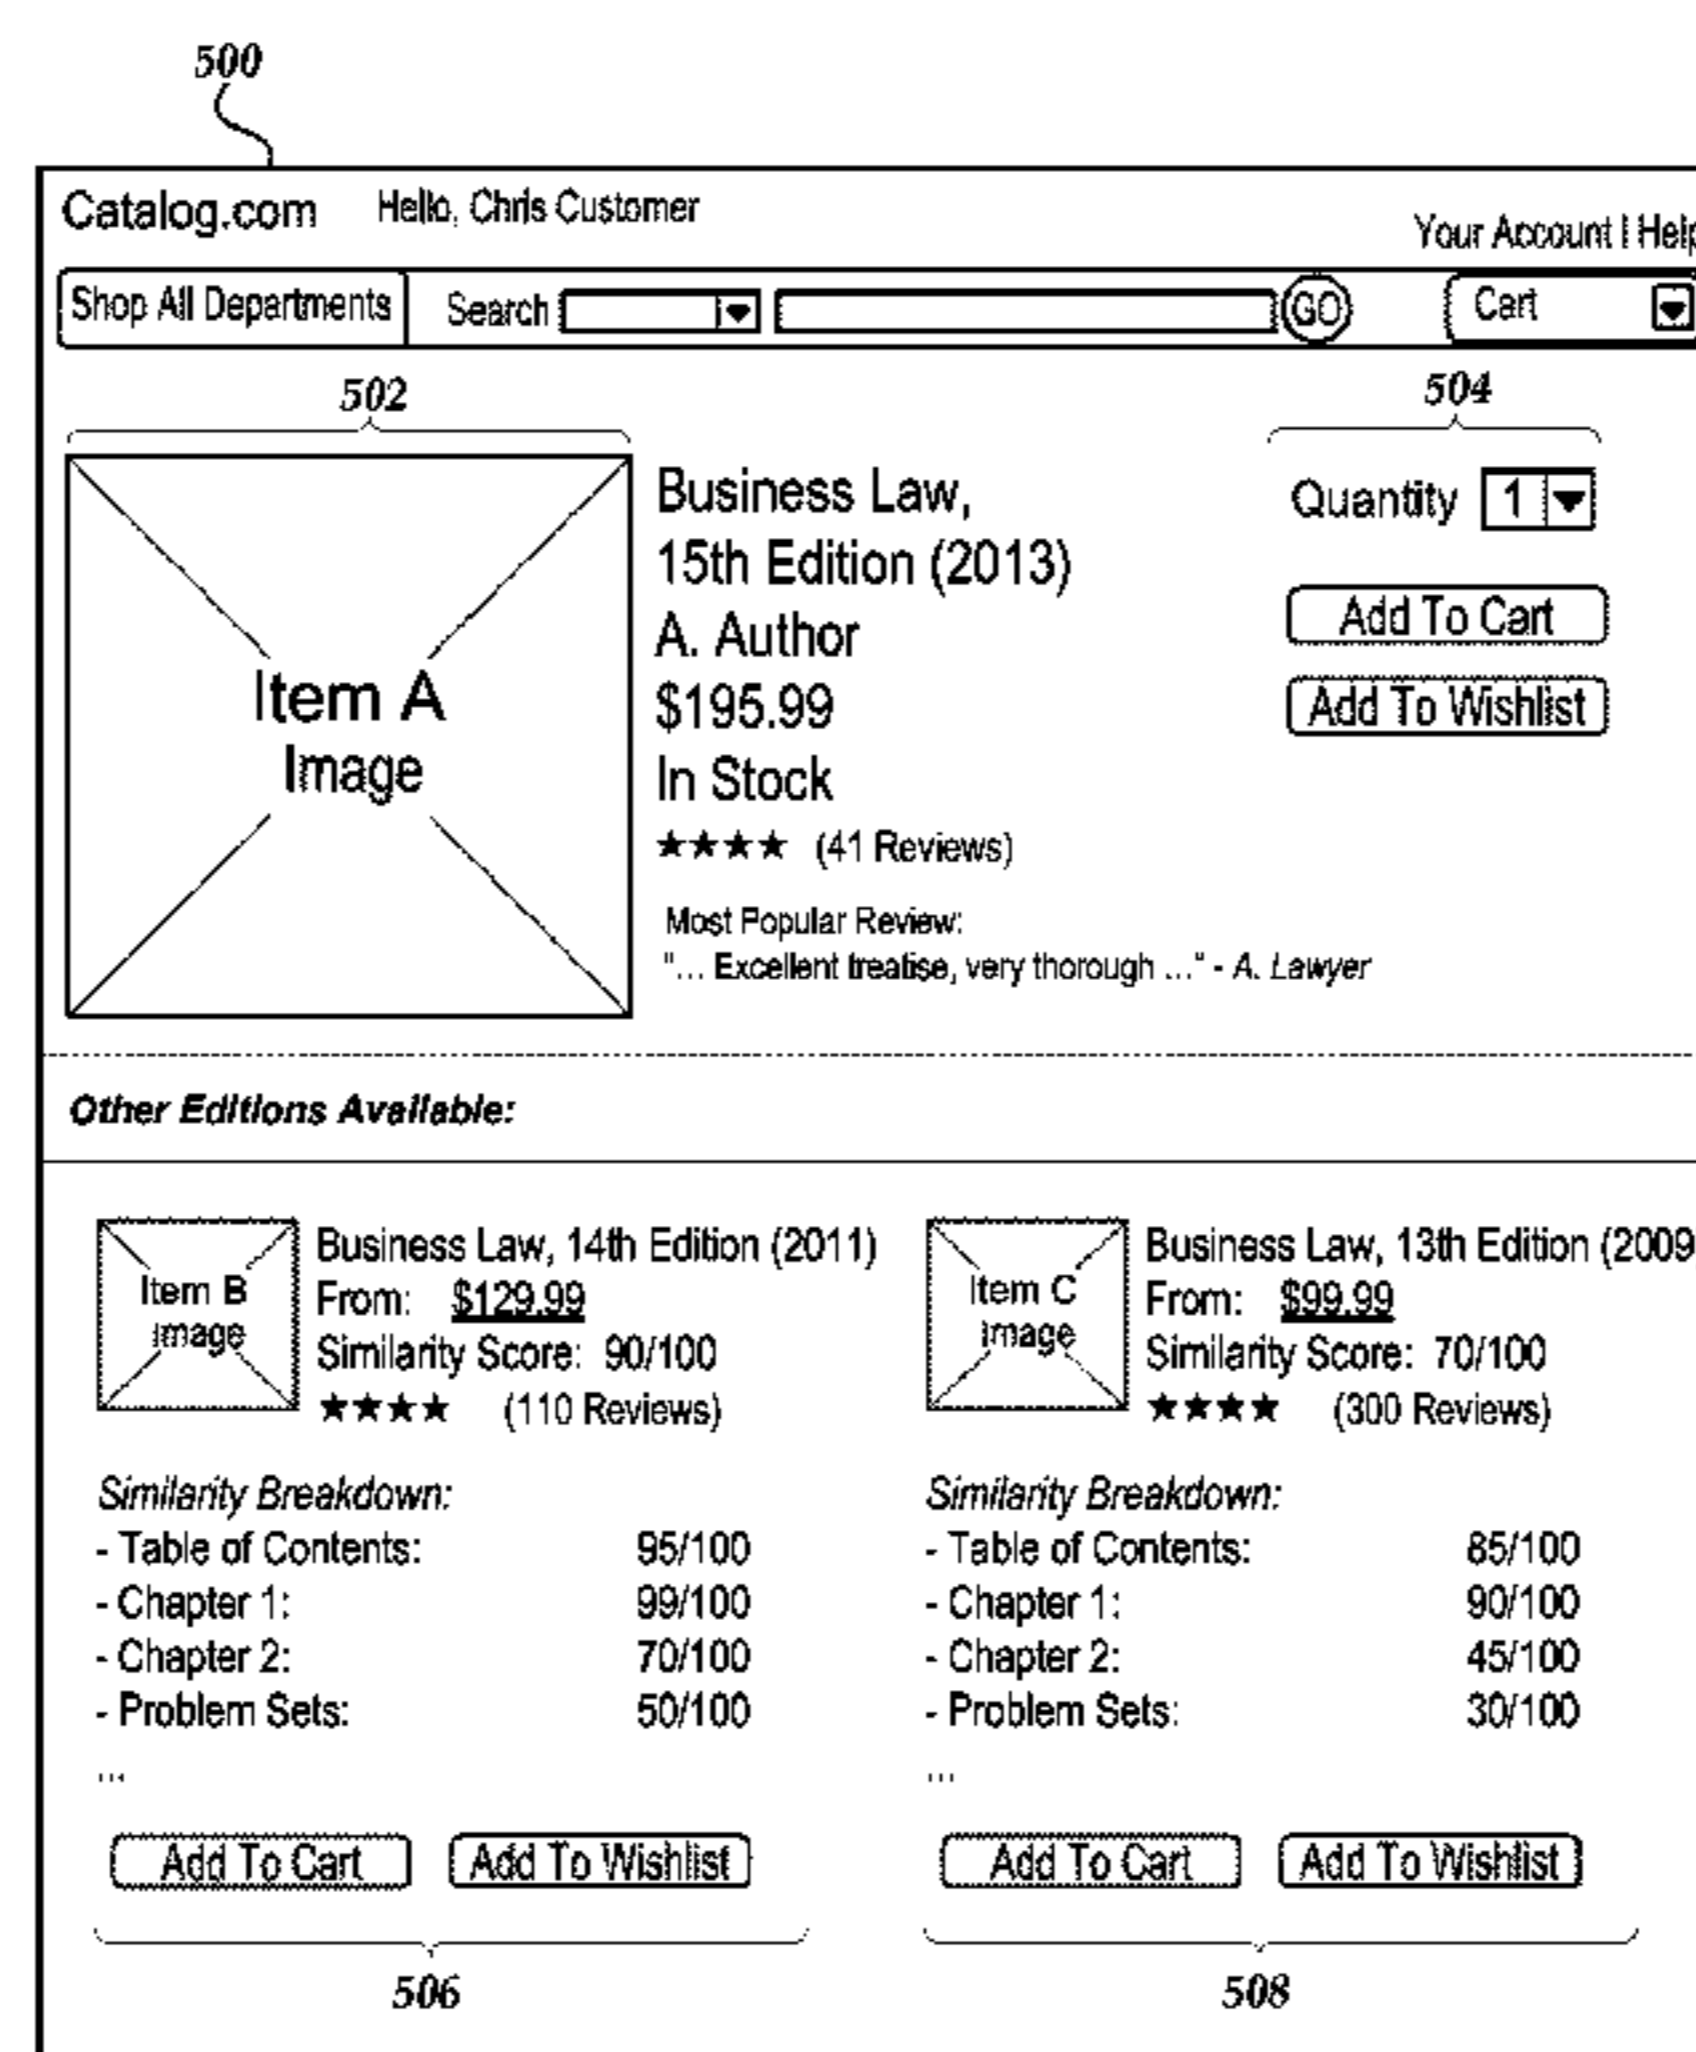 500
Catalog.com Hello, Chris Customer
Your Account | Help
Shop All Departments Search GO Cart
502 504
Item A
Image
Business Law,
15th Edition (2013)
A. Author
$195.99
In Stock
★★★★ (41 Reviews)
Most Popular Review:
"... Excellent treatise, very thorough ..." - A. Lawyer
Quantity 1
Add To Cart
Add To Wishlist
Other Editions Available:
Item B
Image
Business Law, 14th Edition (2011)
From: $129.99
Similarity Score: 90/100
★★★★ (110 Reviews)
Similarity Breakdown:
- Table of Contents: 95/100
- Chapter 1: 99/100
- Chapter 2: 70/100
- Problem Sets: 50/100
...
Add To Cart Add To Wishlist
506
Item C
Image
Business Law, 13th Edition (2009)
From: $99.99
Similarity Score: 70/100
★★★★ (300 Reviews)
Similarity Breakdown:
- Table of Contents: 85/100
- Chapter 1: 90/100
- Chapter 2: 45/100
- Problem Sets: 30/100
...
Add To Cart Add To Wishlist
508